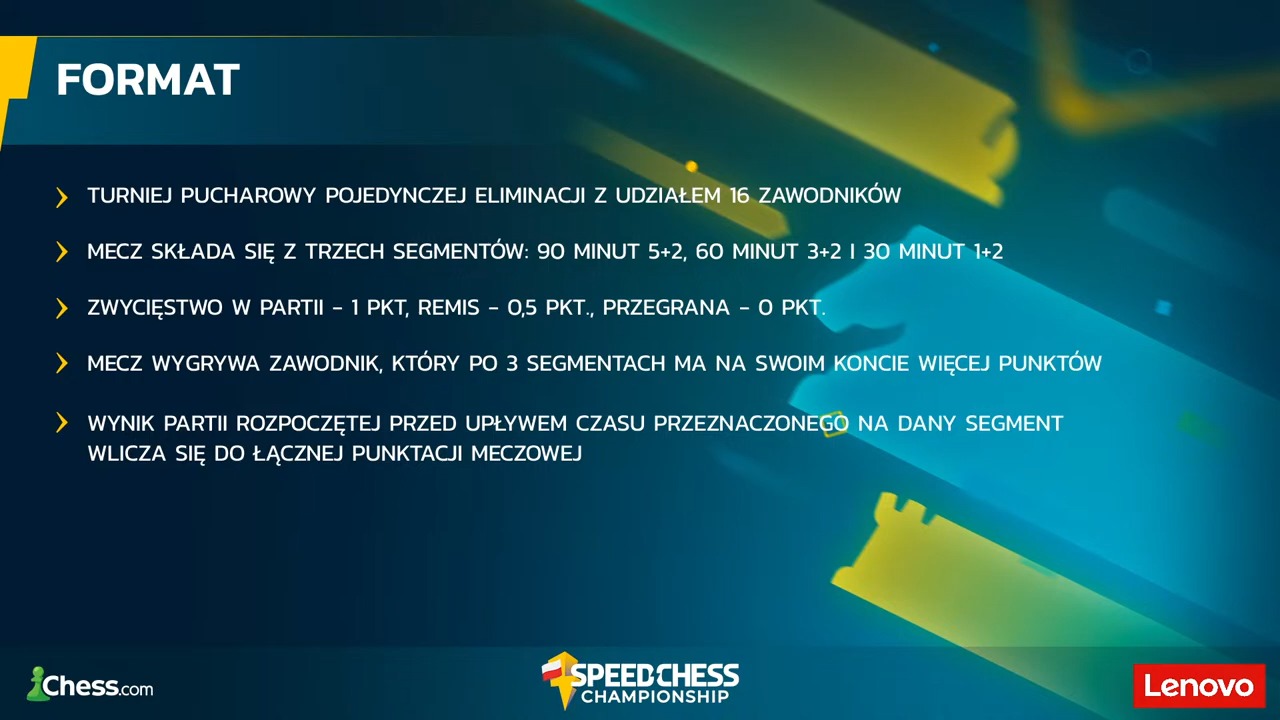 FORMAT
TURNIEJ PUCHAROWY POJEDYNCZEJ ELIMINACJI Z UDZIAŁEM 16 ZAWODNIKÓW
MECZ SKŁADA SIĘ Z TRZECH SEGMENTÓW: 90 MINUT 5+2, 60 MINUT 3+2 I 30 MINUT 1+2
ZWYCIĘSTWO W PARTII – 1 PKT, REMIS – 0,5 PKT., PRZEGRANA – 0 PKT.
MECZ WYGRYWA ZAWODNIK, KTÓRY PO 3 SEGMENTACH MA NA SWOIM KONCIE WIĘCEJ PUNKTÓW
WYNIK PARTII ROZPOCZĘTEJ PRZED UPŁYWEM CZASU PRZEZNACZONEGO NA DANY SEGMENT
WLICZA SIĘ DO ŁĄCZNEJ PUNKTACJI MECZOWEJ
Chess.com
SPEED CHESS
CHAMPIONSHIP
Lenovo